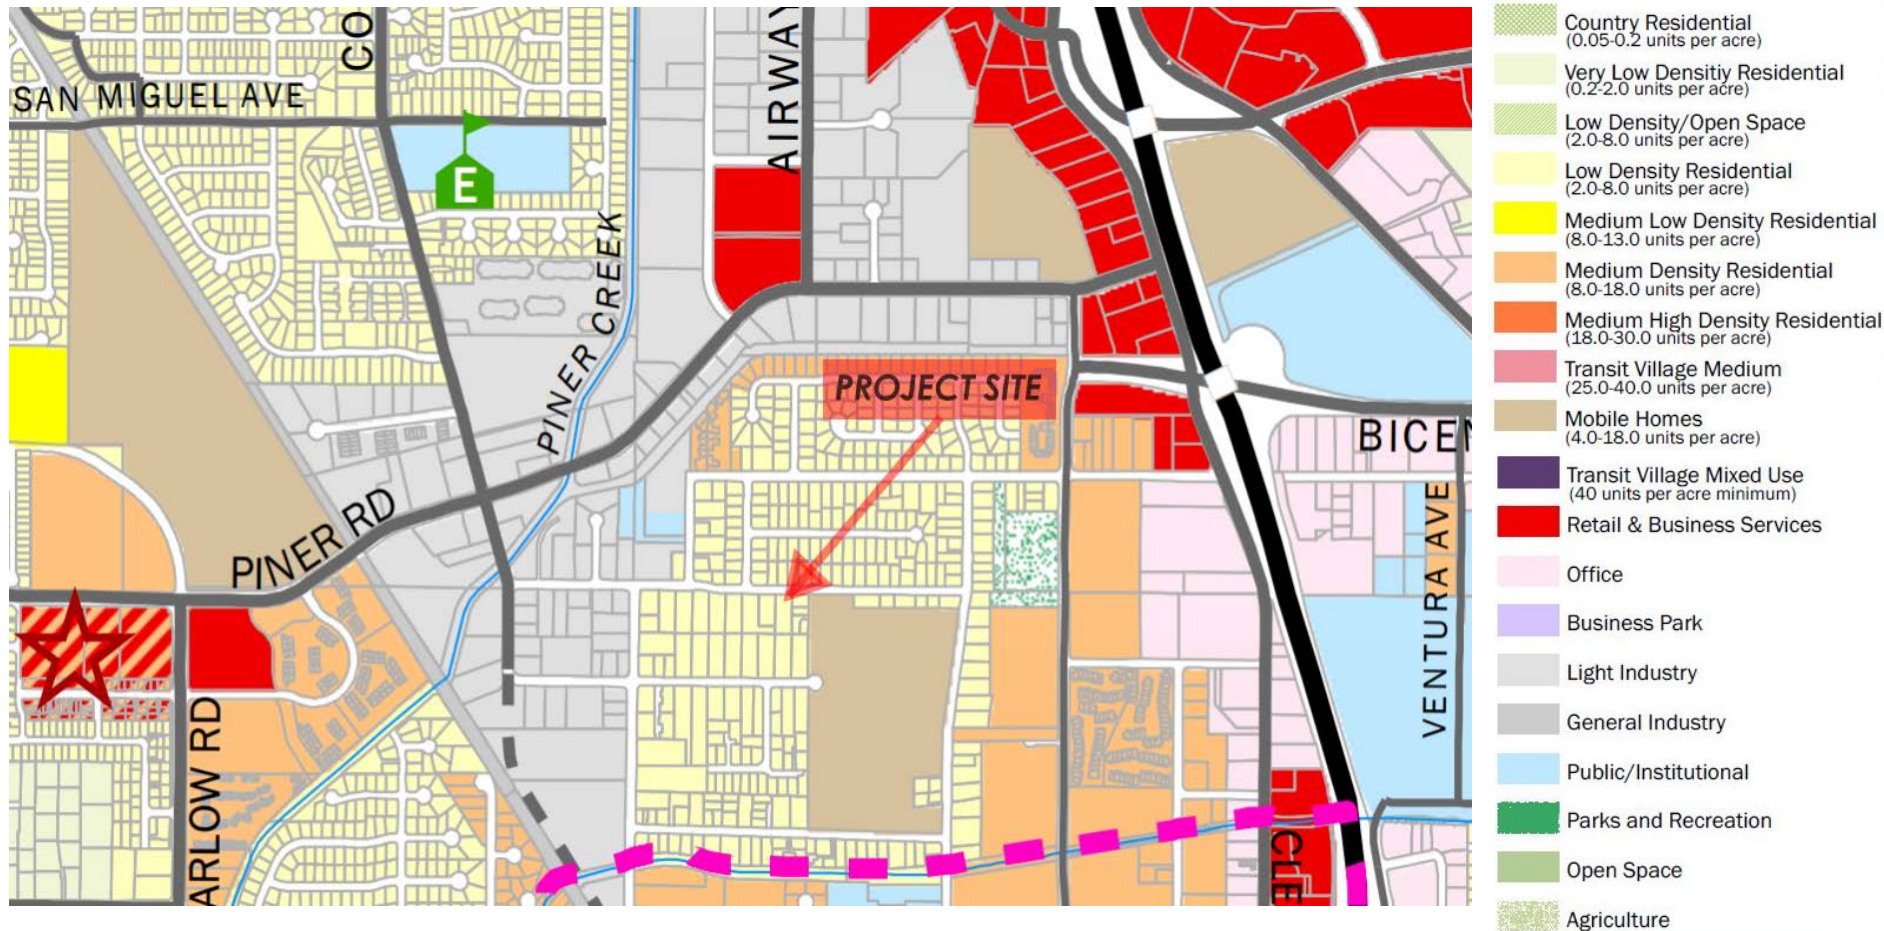 SAN MIGUEL AVE
CO
AIRWAY
E
PINER CREEK
PROJECT SITE
PINER RD
BICEN
VENTURA AVE
ARLOW RD
CLE
Country Residential
(0.05-0.2 units per acre)
Very Low Densitiy Residential
(0.2-2.0 units per acre)
Low Density/Open Space
(2.0-8.0 units per acre)
Low Density Residential
(2.0-8.0 units per acre)
Medium Low Density Residential
(8.0-13.0 units per acre)
Medium Density Residential
(8.0-18.0 units per acre)
Medium High Density Residential
(18.0-30.0 units per acre)
Transit Village Medium
(25.0-40.0 units per acre)
Mobile Homes
(4.0-18.0 units per acre)
Transit Village Mixed Use
(40 units per acre minimum)
Retail & Business Services
Office
Business Park
Light Industry
General Industry
Public/Institutional
Parks and Recreation
Open Space
Agriculture